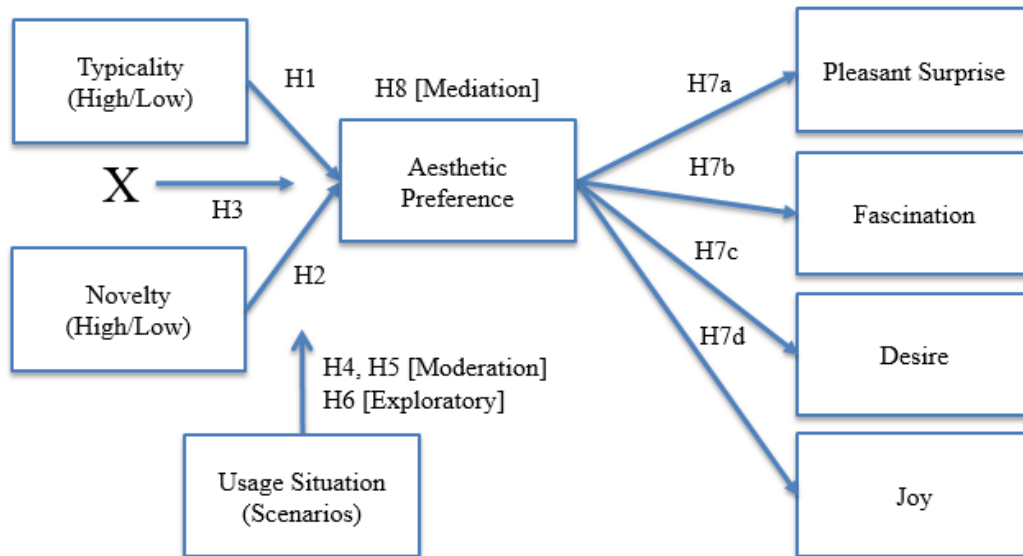 Typicality
(High/Low)
H1
H8 [Mediation]
H7a
Pleasant Surprise
X
H3
Aesthetic
Preference
H7b
Fascination
Novelty
(High/Low)
H2
H7c
H7d
Desire
H4, H5 [Moderation]
H6 [Exploratory]
Usage Situation
(Scenarios)
Joy